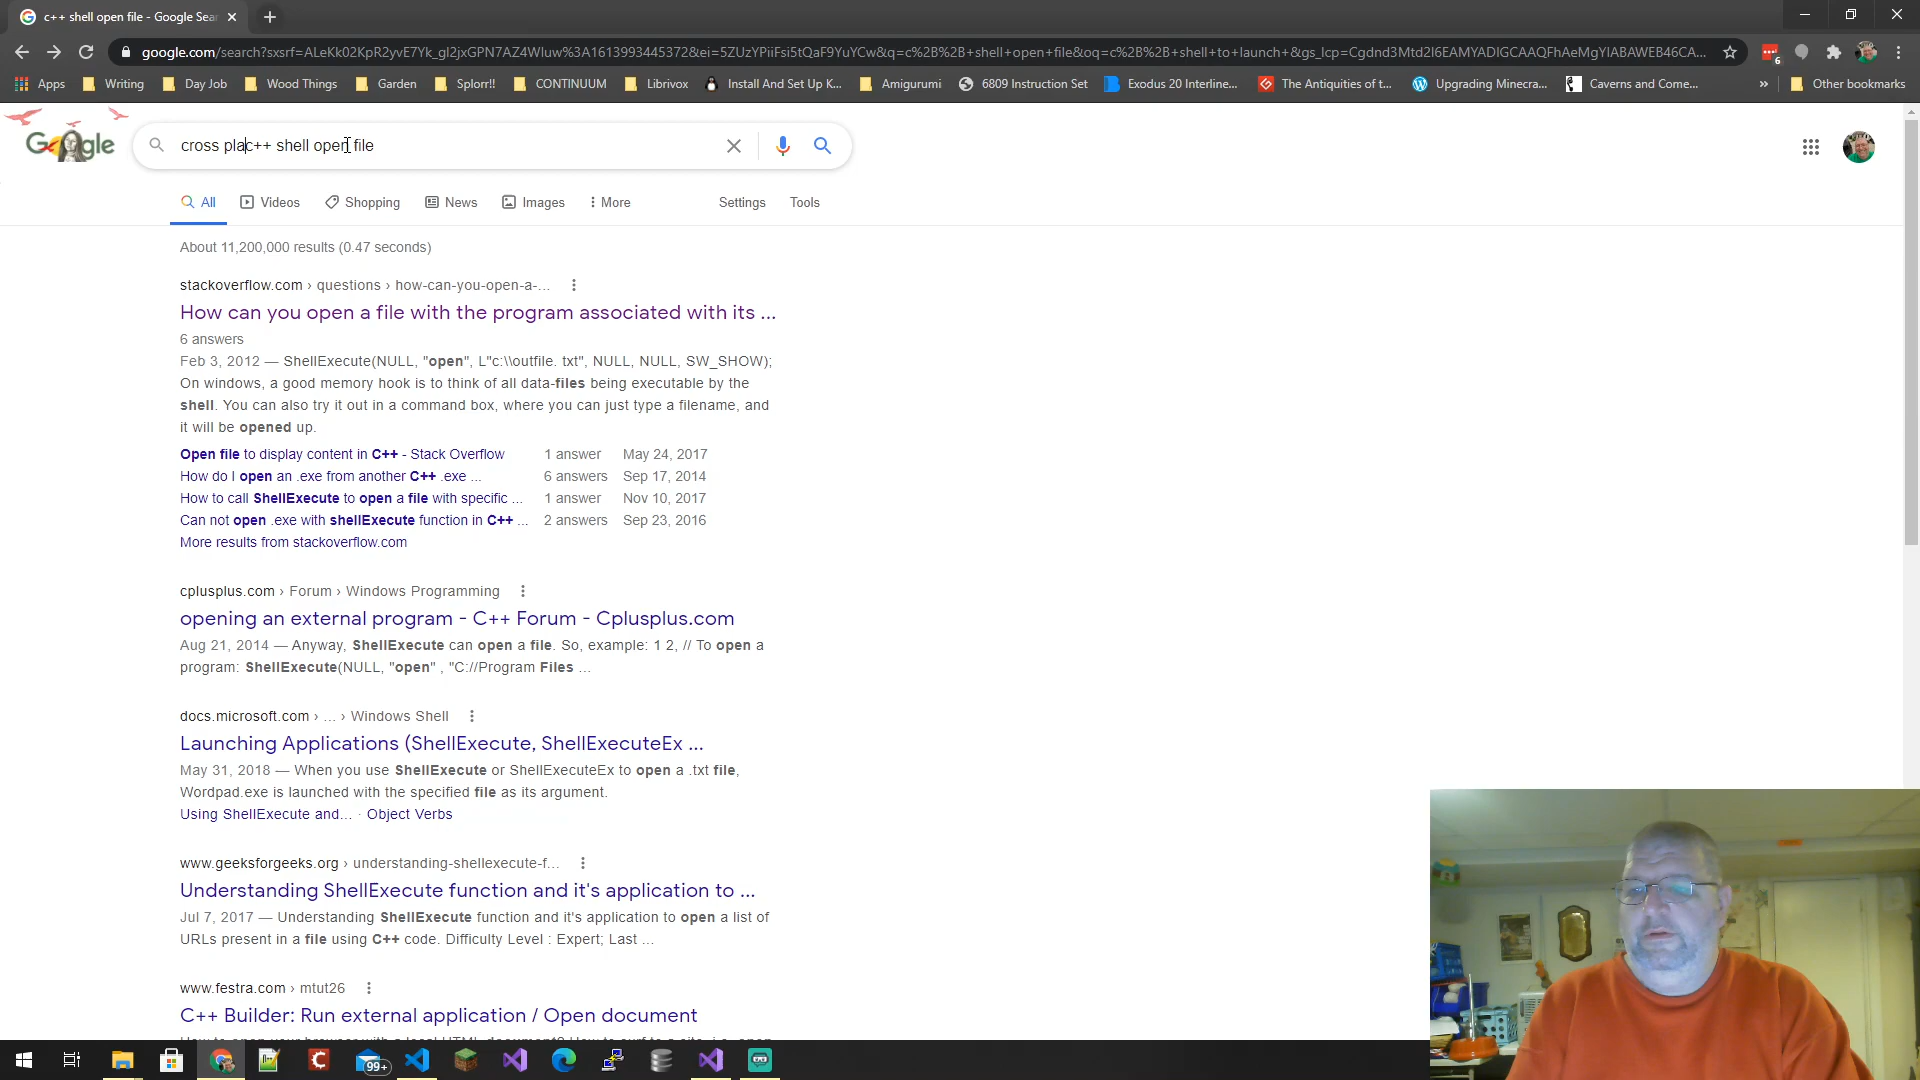 c++ shell open file - Google Sear
google.com/search?sxsrf=ALeKk02KpR2yvE7Yk_gl2jxGPN7AZ4Wluw%3A1613993445372&ei=5ZUzYPiiFsi5tQaF9YuYCw&q=c%2B%2B+shell+open+file&oq=c%2B%2B+shell+to+launch+&gs_lcp=Cgdnd3Mtd2l6EAMYADIGCAAQFhAeMgYIABAWEB46CA...
6
Apps Writing Day Job Wood Things Garden Splorr!! CONTINUUM Librivox Install And Set Up K... Amigurumi 6809 Instruction Set Exodus 20 Interline... The Antiquities of t... Upgrading Minecra... Caverns and Come... » Other bookmarks
Google
cross plac++ shell open file
All Videos Shopping News Images More Settings Tools
About 11,200,000 results (0.47 seconds)
stackoverflow.com › questions › how-can-you-open-a-...
How can you open a file with the program associated with its ...
6 answers
Feb 3, 2012 — ShellExecute(NULL, "open", L"c:\\outfile. txt", NULL, NULL, SW_SHOW);
On windows, a good memory hook is to think of all data-files being executable by the
shell. You can also try it out in a command box, where you can just type a filename, and
it will be opened up.
Open file to display content in C++ - Stack Overflow 1 answer May 24, 2017
How do I open an .exe from another C++ .exe ... 6 answers Sep 17, 2014
How to call ShellExecute to open a file with specific ... 1 answer Nov 10, 2017
Can not open .exe with shellExecute function in C++ ... 2 answers Sep 23, 2016
More results from stackoverflow.com
cplusplus.com › Forum › Windows Programming
opening an external program - C++ Forum - Cplusplus.com
Aug 21, 2014 — Anyway, ShellExecute can open a file. So, example: 1 2, // To open a
program: ShellExecute(NULL, "open" , "C://Program Files ...
docs.microsoft.com › ... › Windows Shell
Launching Applications (ShellExecute, ShellExecuteEx ...
May 31, 2018 — When you use ShellExecute or ShellExecuteEx to open a .txt file,
Wordpad.exe is launched with the specified file as its argument.
Using ShellExecute and... · Object Verbs
www.geeksforgeeks.org › understanding-shellexecute-f...
Understanding ShellExecute function and it's application to ...
Jul 7, 2017 — Understanding ShellExecute function and it's application to open a list of
URLs present in a file using C++ code. Difficulty Level : Expert; Last ...
www.festra.com › mtut26
C++ Builder: Run external application / Open document
99+